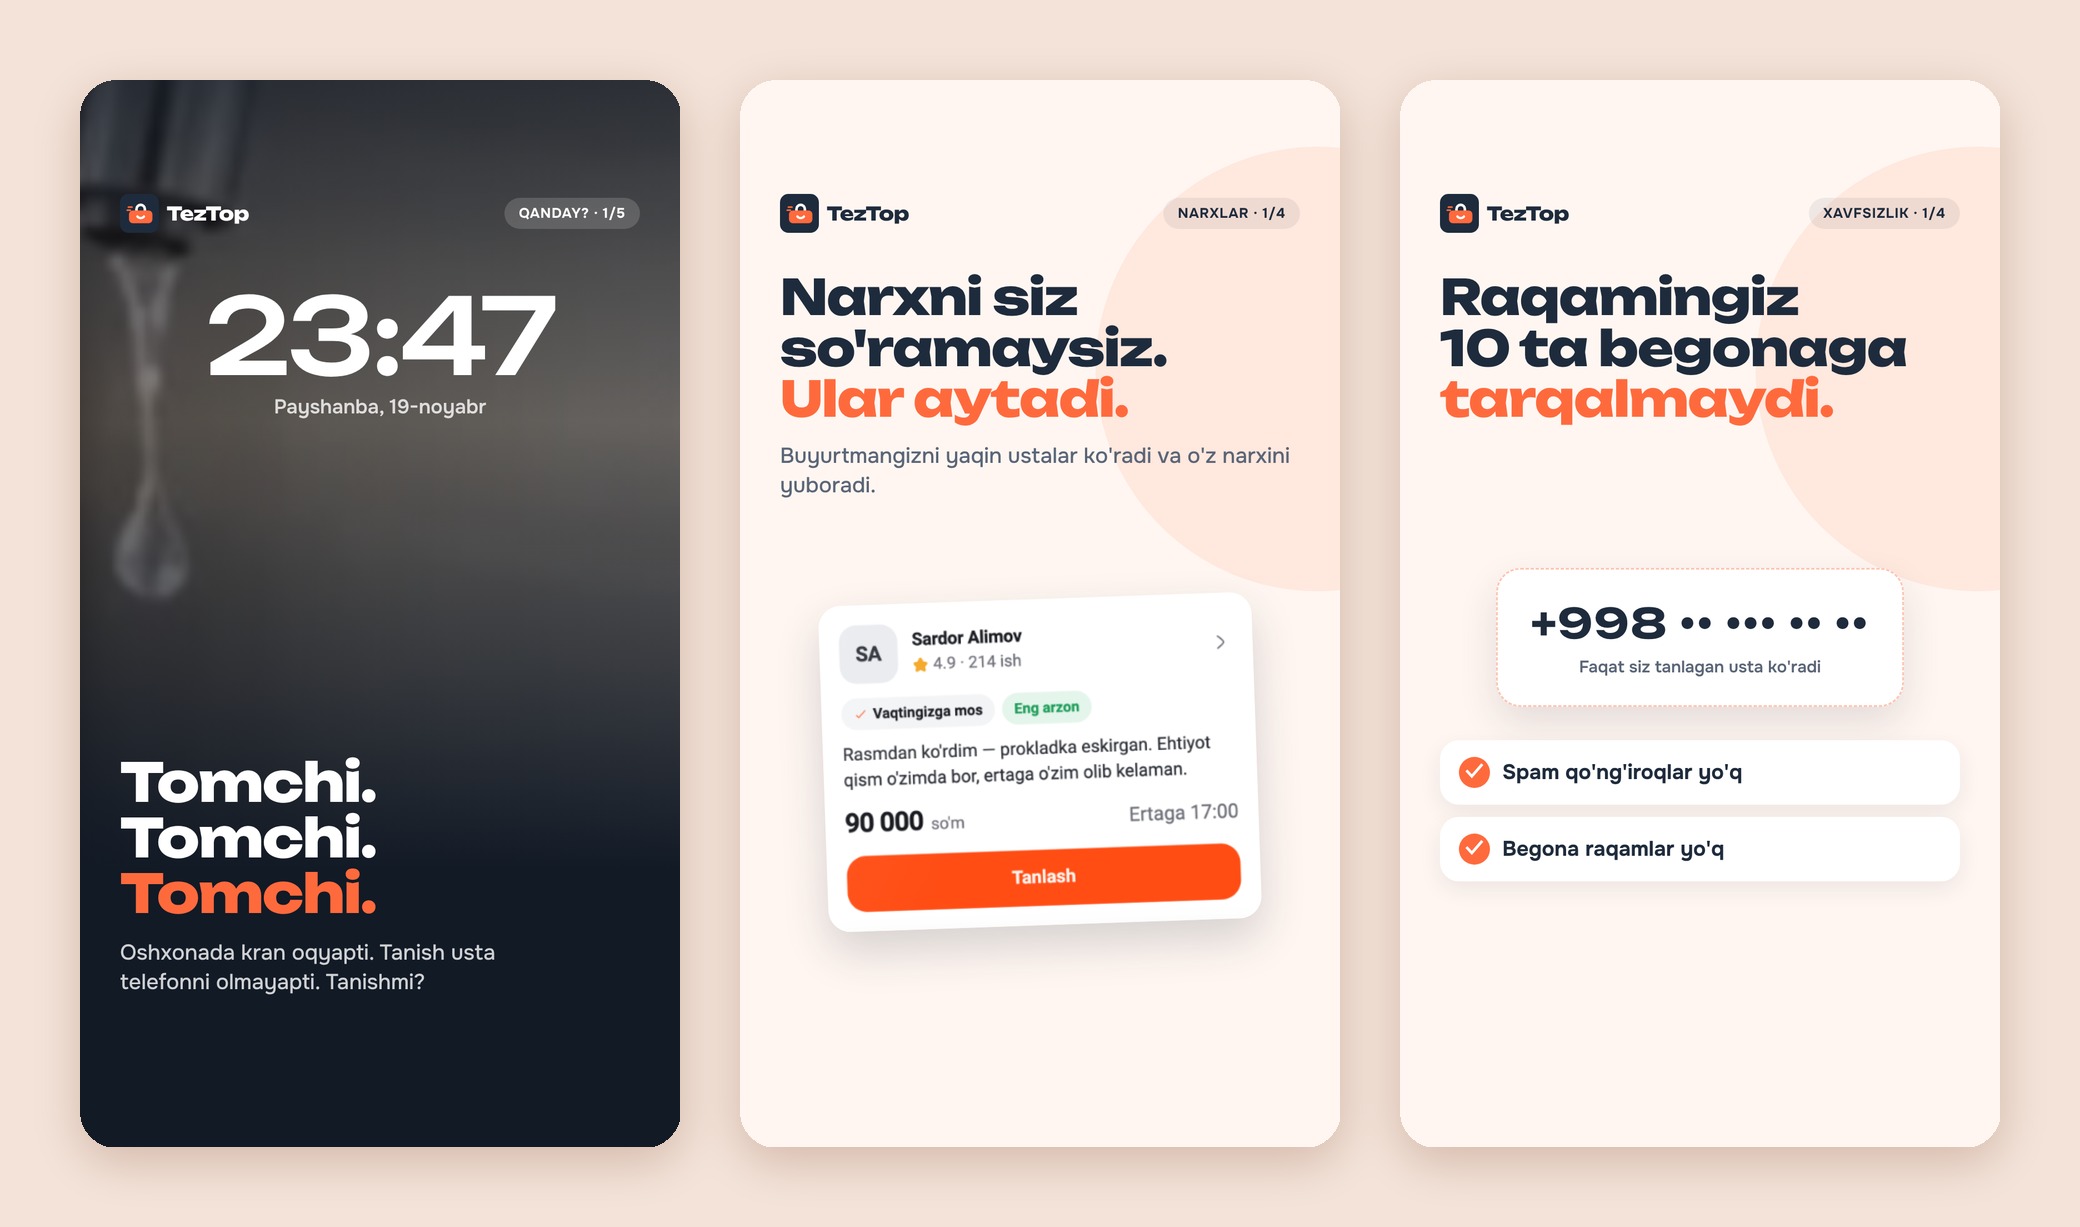 TezTop
QANDAY? · 1/5
23:47
Payshanba, 19-noyabr
Tomchi.
Tomchi.
Tomchi.
Oshxonada kran oqyapti. Tanish usta
telefonni olmayapti. Tanishmi?
TezTop
NARXLAR · 1/4
Narxni siz
so'ramaysiz.
Ular aytadi.
Buyurtmangizni yaqin ustalar ko'radi va o'z narxini
yuboradi.
SA
Sardor Alimov
4.9 · 214 ish
Vaqtingizga mos
Eng arzon
Rasmdan ko'rdim — prokladka eskirgan. Ehtiyot
qism o'zimda bor, ertaga o'zim olib kelaman.
90 000 so'm
Ertaga 17:00
Tanlash
TezTop
XAVFSIZLIK · 1/4
Raqamingiz
10 ta begonaga
tarqalmaydi.
+998 •• ••• •• ••
Faqat siz tanlagan usta ko'radi
Spam qo'ng'iroqlar yo'q
Begona raqamlar yo'q